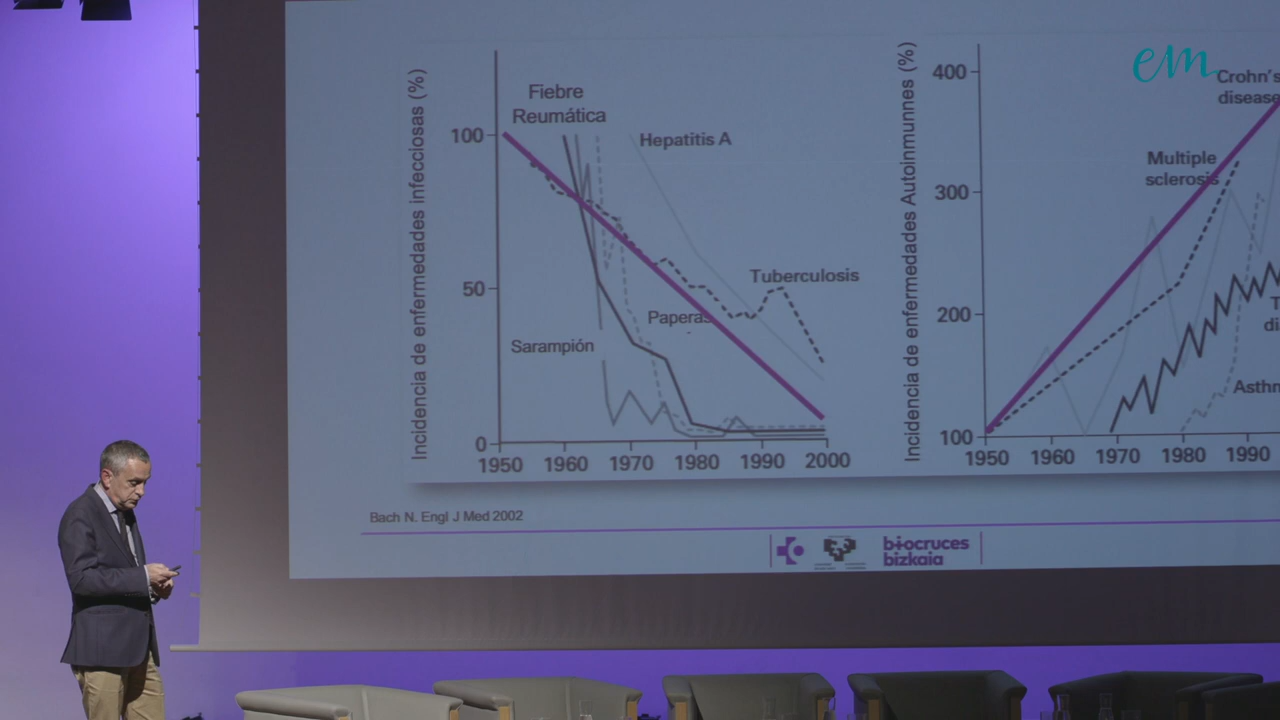 em
Incidencia de enfermedades infecciosas (%)
100
50
0
Fiebre
Reumática
Hepatitis A
Tuberculosis
Paperas
Sarampión
1950 1960 1970 1980 1990 2000
Incidencia de enfermedades Autoinmunnes (%)
400
300
200
100
Crohn's
disease
Multiple
sclerosis
T
di
Asthm
1950 1960 1970 1980 1990
Bach N. Engl J Med 2002
biocruces
bizkaia